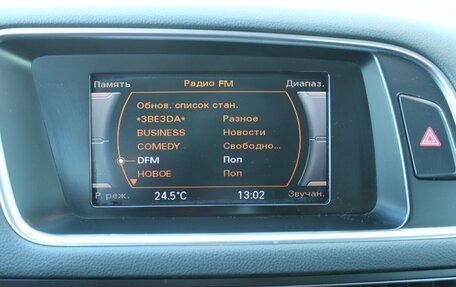 Память Радио FM Диапаз.
Обнов. список стан.
*ЗВЕЗДА* Разное
BUSINESS Новости
COMEDY Свободно...
DFM Поп
НОВОЕ Поп
Р. реж. 24.5°C 13:02 Звучан.